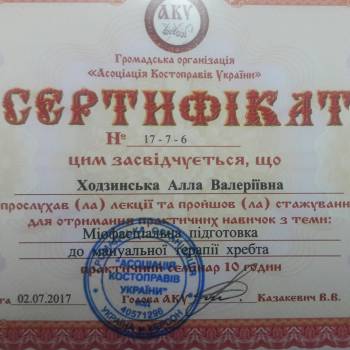 АКУ
Громадська організація
«Асоціація Костоправів України»
СЕРТИФІКАТ
№ 17-7-6
цим засвідчується, що
Ходзинська Алла Валеріївна
прослухав (ла) лекції та пройшов (ла) стажування
для отримання практичних навичок з теми:
Міофасціальна підготовка
до мануальної терапії хребта
практичний семінар 10 годин
"АСОЦІАЦІЯ
КОСТОПРАВІВ
УКРАЇНИ"
40571290
02.07.2017 Голова АКУ Казакевич В.В.